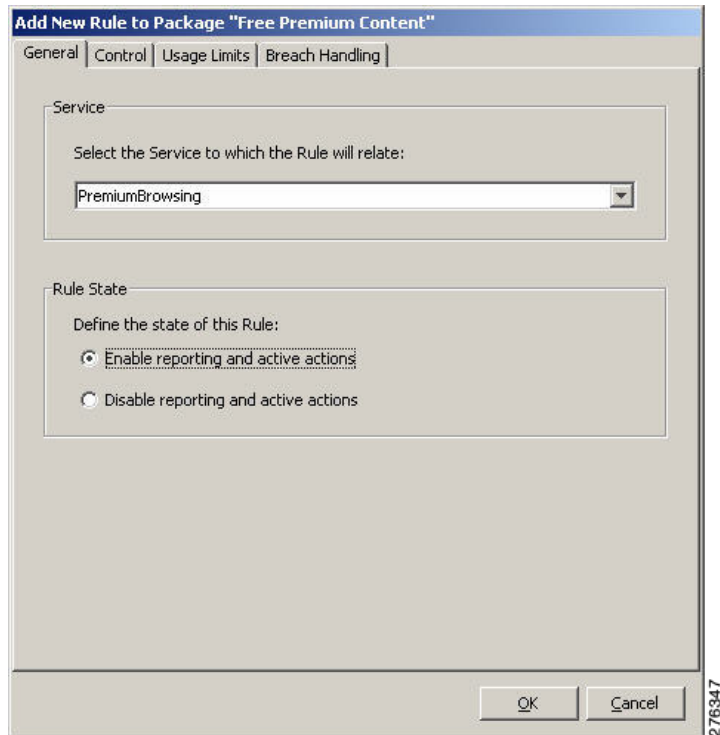 Add New Rule to Package "Free Premium Content"
General Control Usage Limits Breach Handling
Service
Select the Service to which the Rule will relate:
PremiumBrowsing
Rule State
Define the state of this Rule:
Enable reporting and active actions
Disable reporting and active actions
OK Cancel
276347